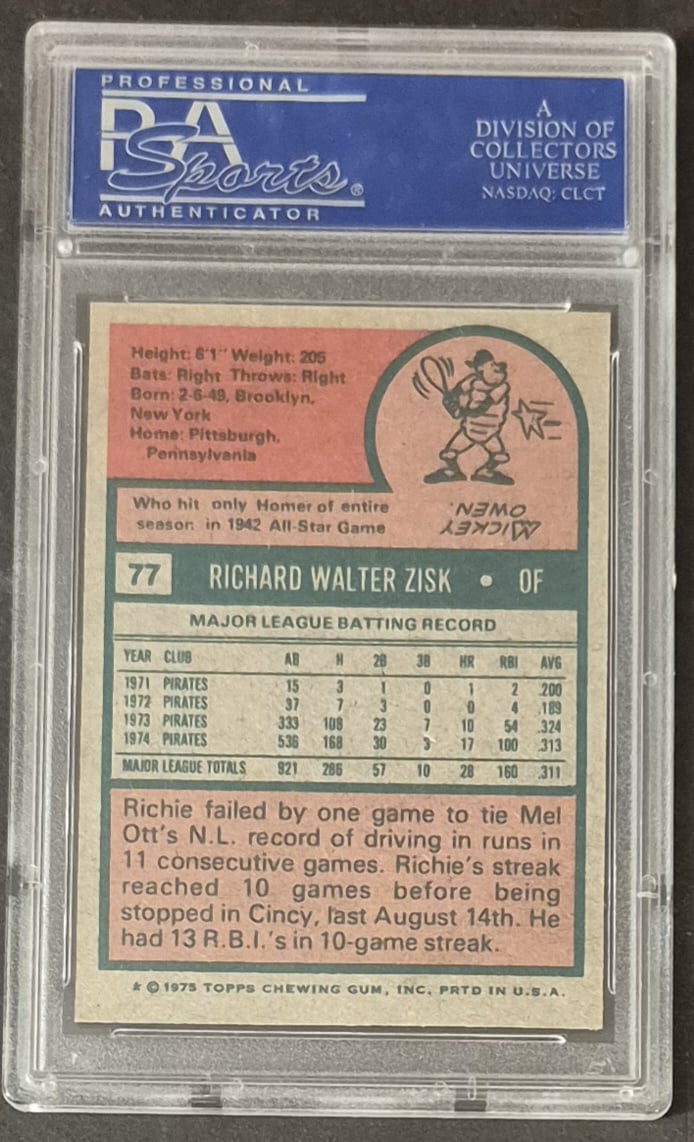 PROFESSIONAL
PSA
Sports®
AUTHENTICATOR
A
DIVISION OF
COLLECTORS
UNIVERSE
NASDAQ: CLCT
Height: 6'1" Weight: 205
Bats: Right Throws: Right
Born: 2-6-49, Brooklyn,
New York
Home: Pittsburgh,
Pennsylvania
Who hit only Homer of entire
season in 1942 All-Star Game
MICKEY
OWEN.
77 RICHARD WALTER ZISK • OF
MAJOR LEAGUE BATTING RECORD
YEAR CLUB AB H 2B 3B HR RBI AVG
1971 PIRATES 15 3 1 0 1 2 .200
1972 PIRATES 37 7 3 0 0 4 .189
1973 PIRATES 333 108 23 7 10 54 .324
1974 PIRATES 536 168 30 3 17 100 .313
MAJOR LEAGUE TOTALS 921 286 57 10 28 160 .311
Richie failed by one game to tie Mel
Ott's N.L. record of driving in runs in
11 consecutive games. Richie's streak
reached 10 games before being
stopped in Cincy, last August 14th. He
had 13 R.B.I.'s in 10-game streak.
* © 1975 TOPPS CHEWING GUM, INC. PRTD IN U.S.A.